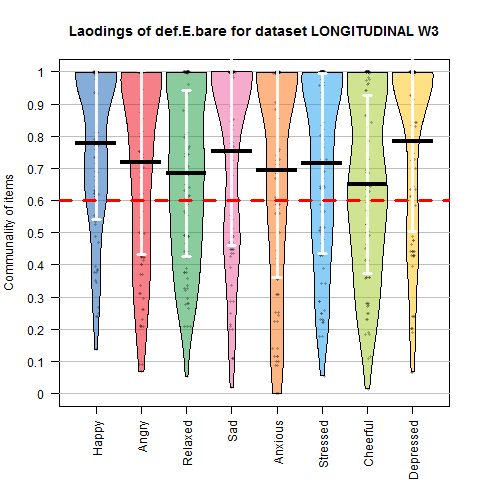 Laodings of def.E.bare for dataset LONGITUDINAL W3
Communality of items
1
0.9
0.8
0.7
0.6
0.5
0.4
0.3
0.2
0.1
0
Happy
Angry
Relaxed
Sad
Anxious
Stressed
Cheerful
Depressed